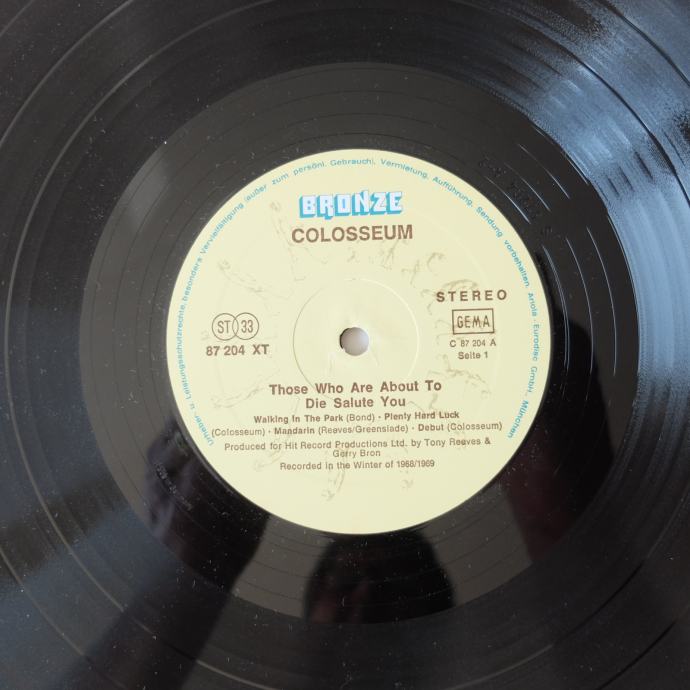 BRONZE
COLOSSEUM
STEREO
ST 33
GEMA
87 204 XT
C 87 204 A
Seite 1
Those Who Are About To
Die Salute You
Walking In The Park (Bond) · Plenty Hard Luck
(Colosseum) · Mandarin (Reeves/Greenslade) · Debut (Colosseum)
Produced for Hit Record Productions Ltd. by Tony Reeves &
Gerry Bron
Recorded in the Winter of 1968/1969
Urheber- u. Leistungsschutzrechte, besonders Vervielfältigung (außer zum persönl. Gebrauch), Vermietung, Aufführung, Sendung vorbehalten. Ariola-Eurodisc GmbH., München